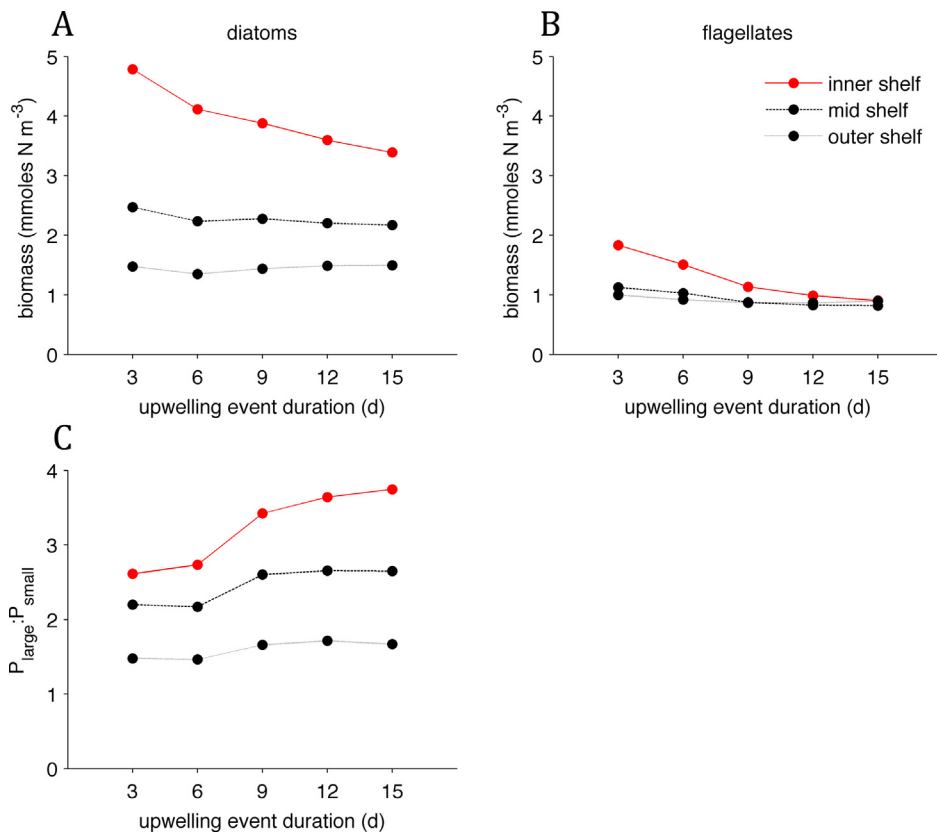 A
diatoms
5
4
3
2
1
0
biomass (mmoles N m⁻³)
3 6 9 12 15
upwelling event duration (d)
B
flagellates
5
4
3
2
1
0
biomass (mmoles N m⁻³)
inner shelf
mid shelf
outer shelf
3 6 9 12 15
upwelling event duration (d)
C
4
3
2
1
0
P_large:P_small
3 6 9 12 15
upwelling event duration (d)